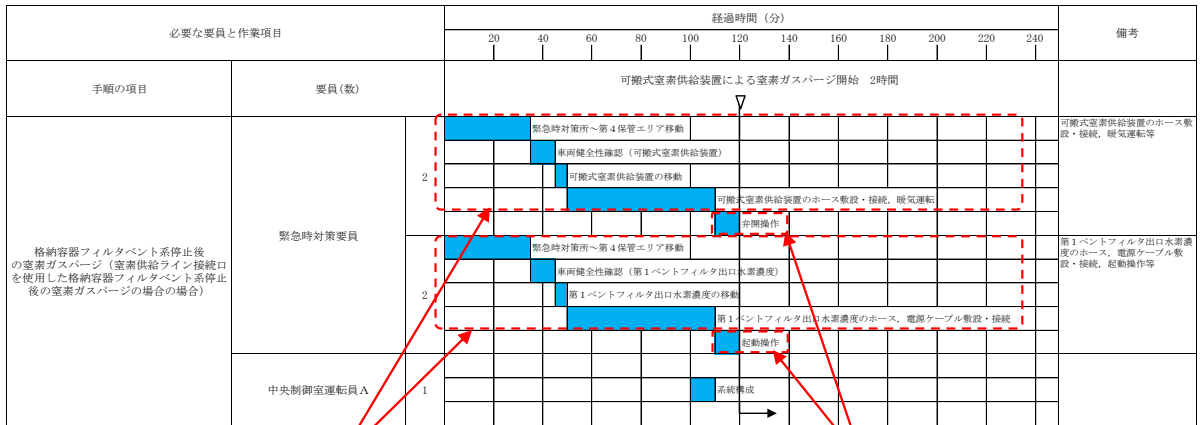 必要な要員と作業項目
経過時間（分）
備考
20 40 60 80 100 120 140 160 180 200 220 240
手順の項目
要員(数)
可搬式窒素供給装置による窒素ガスパージ開始 2時間
格納容器フィルタベント系停止後
の窒素ガスパージ（窒素供給ライン接続口
を使用した格納容器フィルタベント系停止
後の窒素ガスパージの場合の場合）
緊急時対策要員
2
緊急時対策所～第４保管エリア移動
車両健全性確認（可搬式窒素供給装置）
可搬式窒素供給装置の移動
可搬式窒素供給装置のホース敷設・接続，暖気運転
弁開操作
可搬式窒素供給装置のホース敷
設・接続，暖気運転等
2
緊急時対策所～第４保管エリア移動
車両健全性確認（第１ベントフィルタ出口水素濃度）
第１ベントフィルタ出口水素濃度の移動
第１ベントフィルタ出口水素濃度のホース，電源ケーブル敷設・接続
起動操作
第１ベントフィルタ出口水素濃
度のホース，電源ケーブル敷
設・接続，起動操作等
中央制御室運転員Ａ
1
系統構成